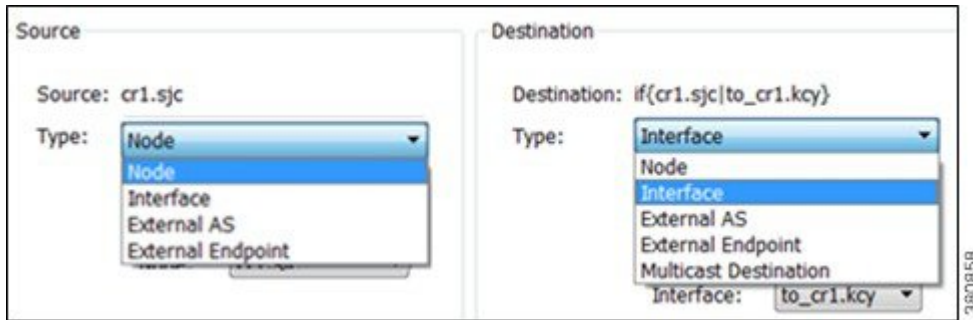 Source
Source: cr1.sjc
Type: Node
Node
Interface
External AS
External Endpoint
Destination
Destination: if{cr1.sjc|to_cr1.kcy}
Type: Interface
Node
Interface
External AS
External Endpoint
Multicast Destination
Interface: to_cr1.kcy
380858